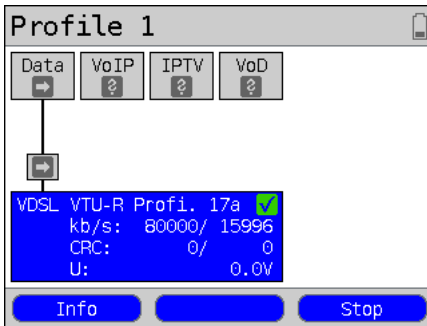 Profile 1
Data VoIP IPTV VoD
? ? ?
VDSL VTU-R Profi. 17a
kb/s: 80000/ 15996
CRC: 0/ 0
U: 0.0V
Info Stop